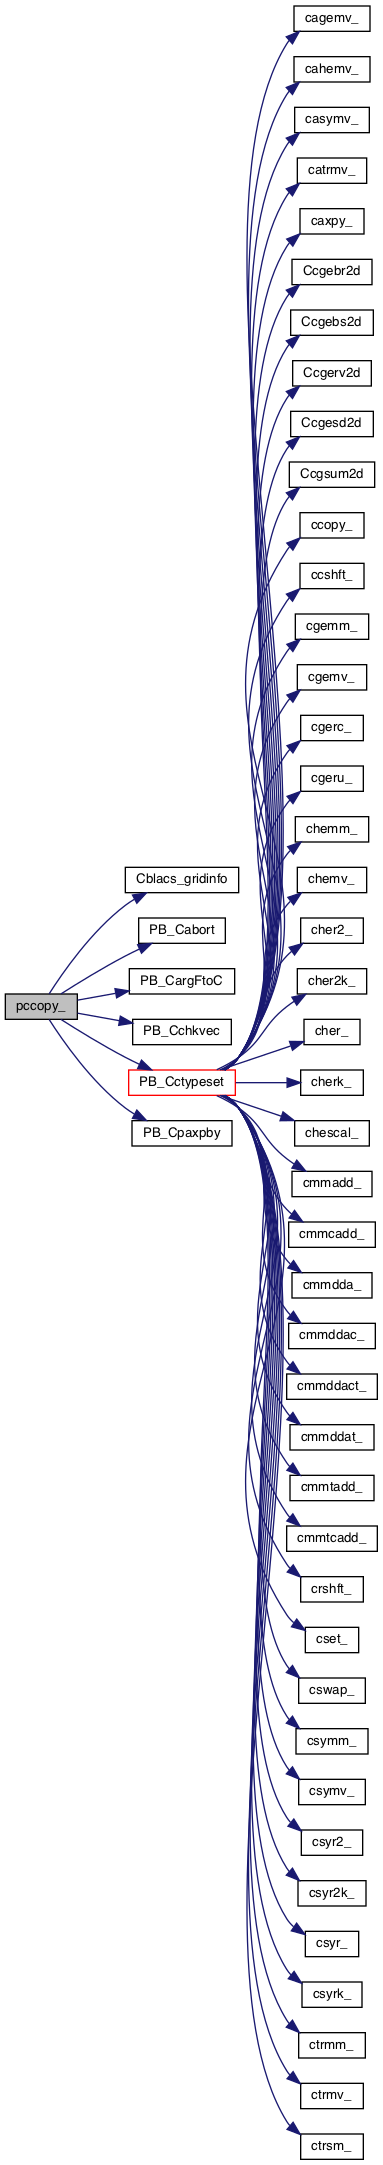 cagemv_
cahemv_
casymv_
catrmv_
caxpy_
Ccgebr2d
Ccgebs2d
Ccgerv2d
Ccgesd2d
Ccgsum2d
ccopy_
ccshft_
cgemm_
cgemv_
cgerc_
cgeru_
chemm_
chemv_
cher2_
cher2k_
cher_
cherk_
chescal_
cmmadd_
cmmcadd_
cmmdda_
cmmddac_
cmmddact_
cmmddat_
cmmtadd_
cmmtcadd_
crshft_
cset_
cswap_
csymm_
csymv_
csyr2_
csyr2k_
csyr_
csyrk_
ctrmm_
ctrmv_
ctrsm_
Cblacs_gridinfo
PB_Cabort
PB_CargFtoC
PB_Cchkvec
PB_Cctypeset
PB_Cpaxpby
pccopy_